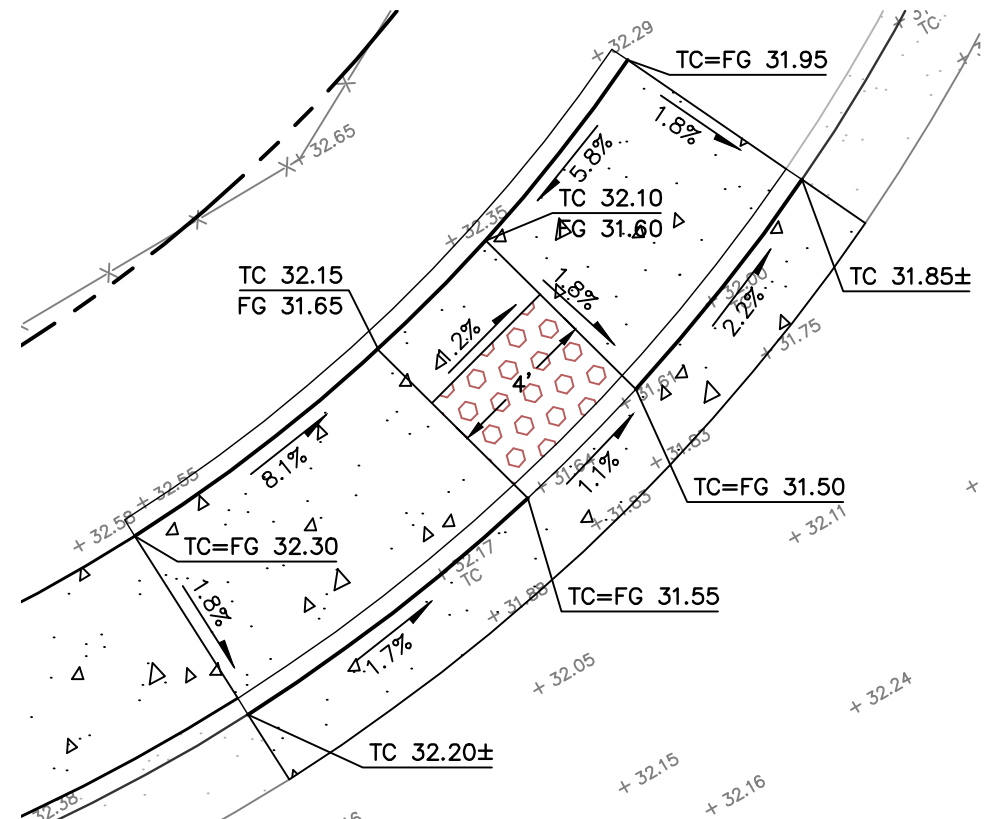 + 32.29
TC
TC=FG 31.95
1.8%
+ 32.65
5.8%
TC 32.10
FG 31.60
+ 32.35
TC 32.15
FG 31.65
1.8%
TC 31.85±
+ 32.00
2.2%
1.2%
+ 31.75
4'
+ 31.61
8.1%
+ 31.83
+ 31.64
1.1%
TC=FG 31.50
+ 32.55
+ 32.58
+ 31.83
+ 32.11
TC=FG 32.30
+ 32.17
TC
1.8%
TC=FG 31.55
+ 31.88
1.7%
+ 32.05
+ 32.24
TC 32.20±
+ 32.15
+ 32.16
32.38